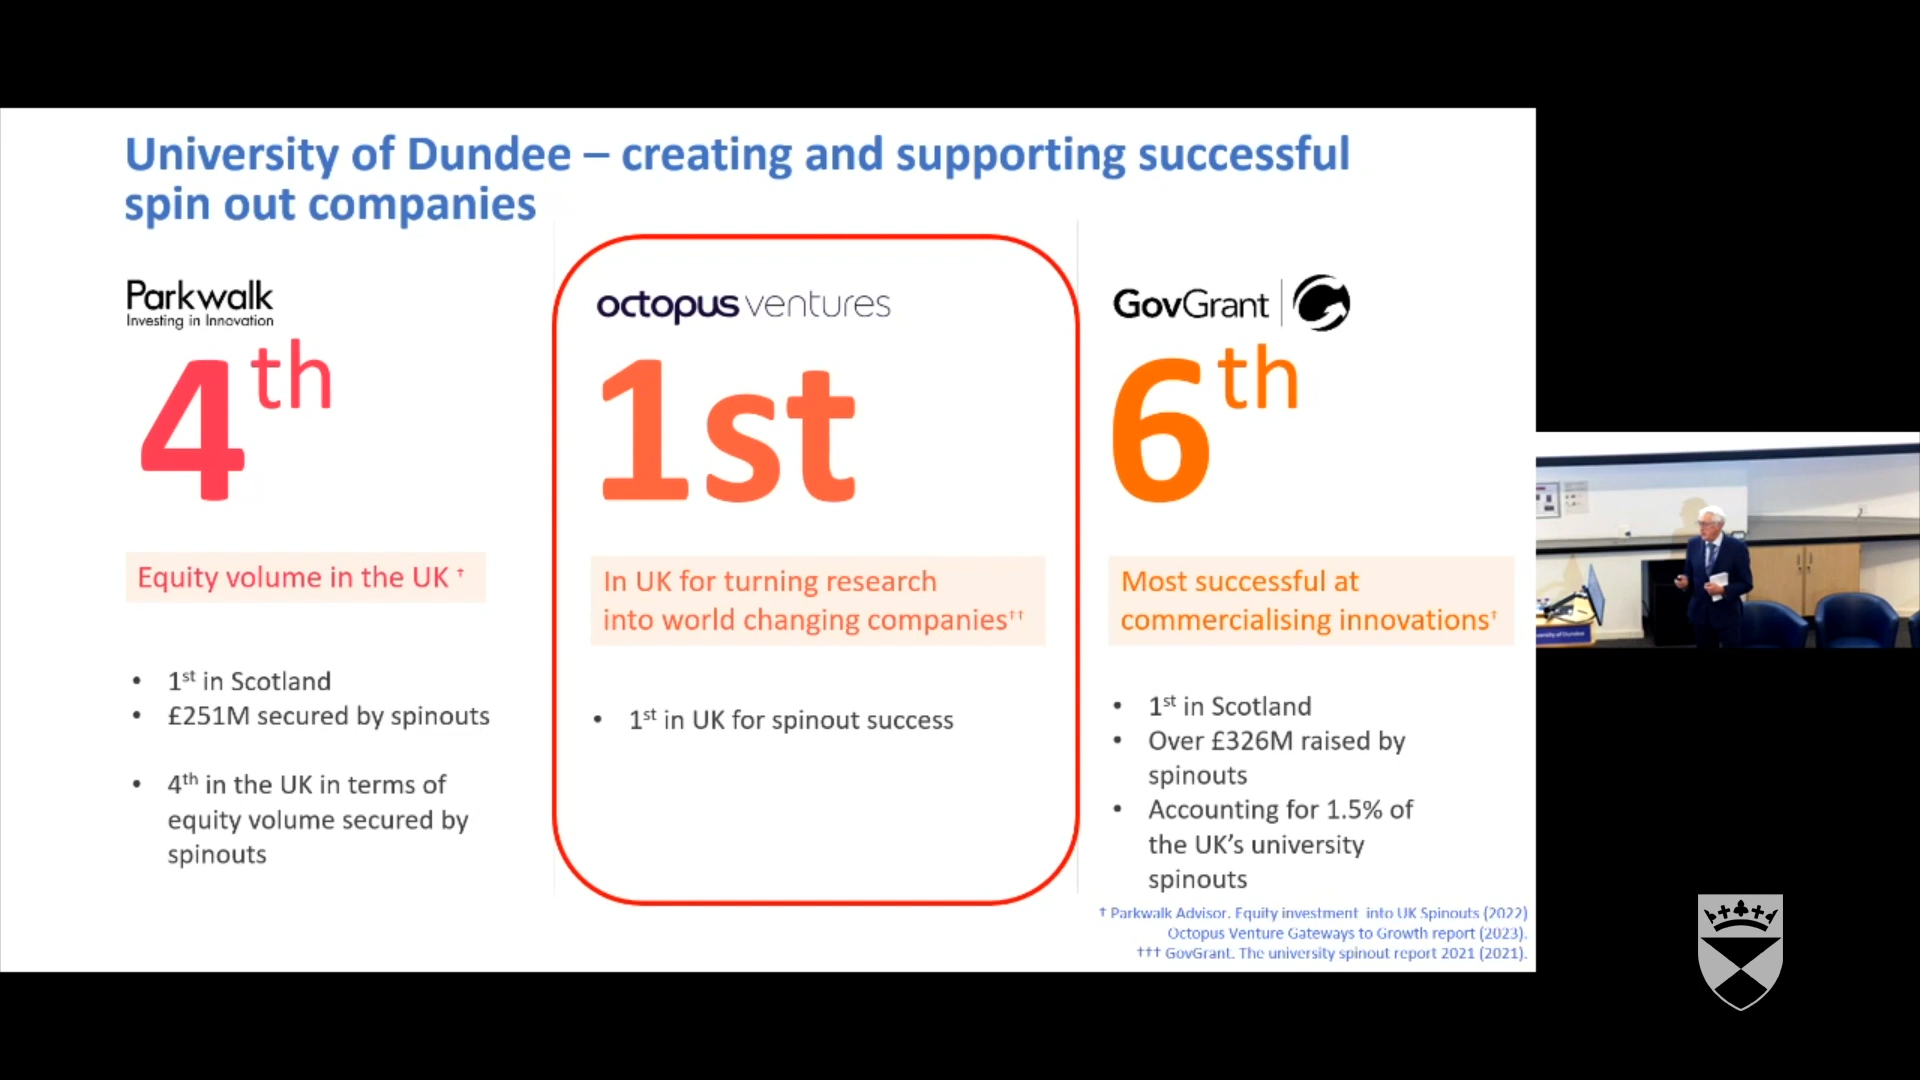 University of Dundee – creating and supporting successful
spin out companies
Parkwalk
Investing in Innovation
4th
Equity volume in the UK †
• 1st in Scotland
• £251M secured by spinouts
• 4th in the UK in terms of
equity volume secured by
spinouts
octopus ventures
1st
In UK for turning research
into world changing companies††
• 1st in UK for spinout success
GovGrant
6th
Most successful at
commercialising innovations†
• 1st in Scotland
• Over £326M raised by
spinouts
• Accounting for 1.5% of
the UK’s university
spinouts
† Parkwalk Advisor. Equity investment into UK Spinouts (2022)
Octopus Venture Gateways to Growth report (2023).
††† GovGrant. The university spinout report 2021 (2021).
University of Dundee